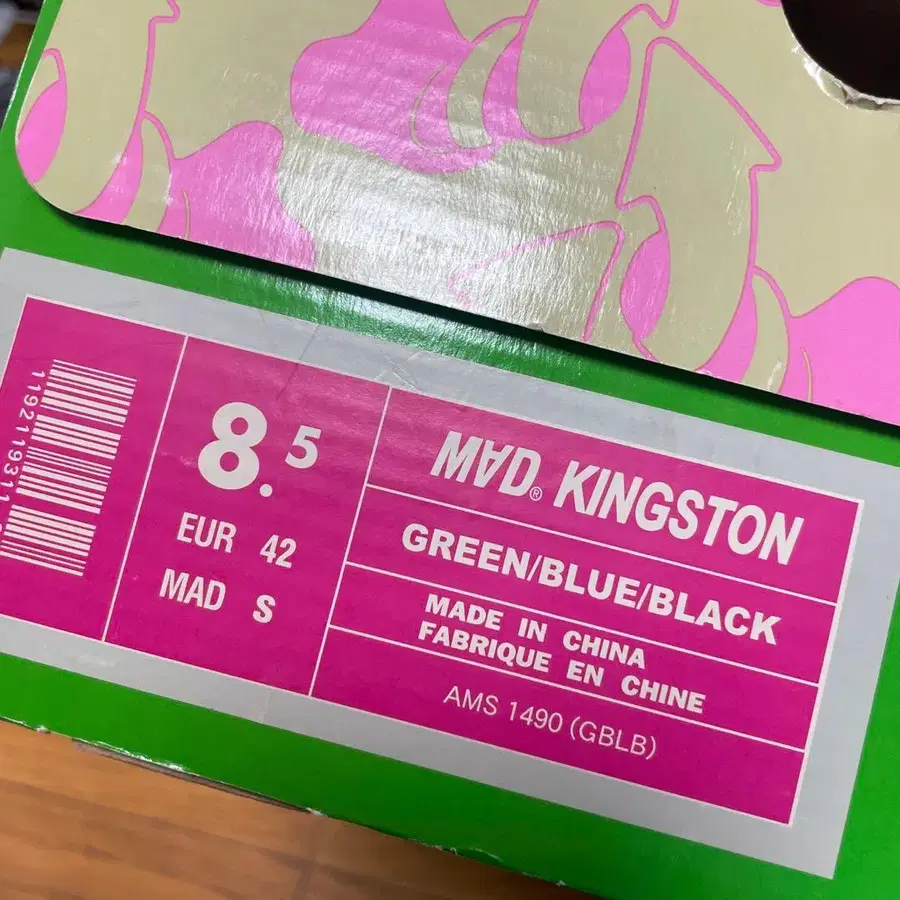 8.5
EUR 42
MAD S
MAD® KINGSTON
GREEN/BLUE/BLACK
MADE IN CHINA
FABRIQUE EN CHINE
AMS 1490 (GBLB)